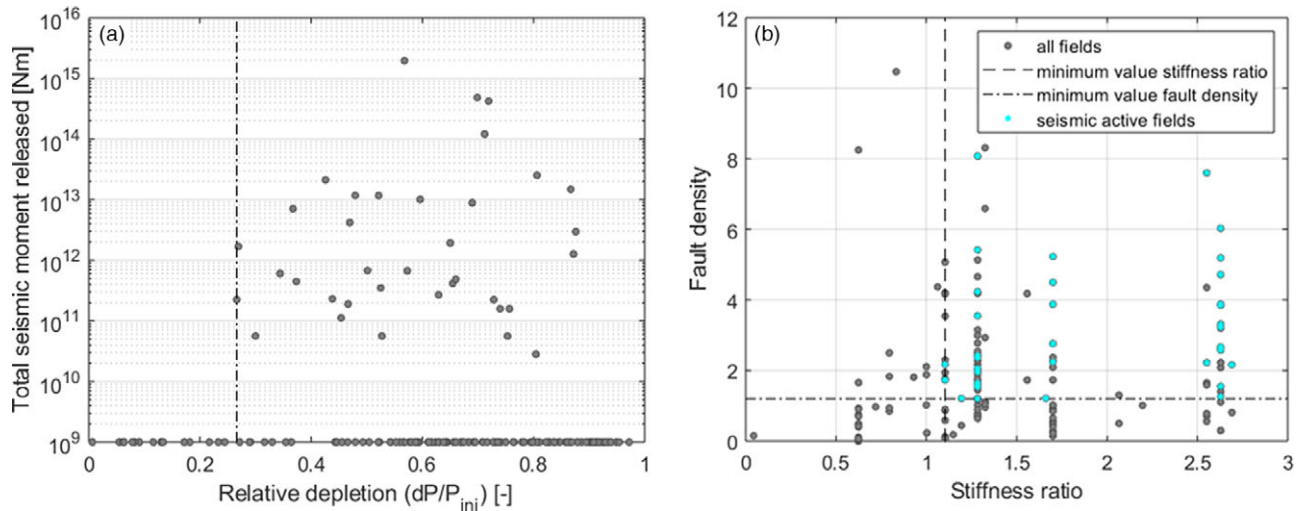 (a)
Total seismic moment released [Nm]
10^16
10^15
10^14
10^13
10^12
10^11
10^10
10^9
0 0.2 0.4 0.6 0.8 1
Relative depletion (dP/P_ini) [-]
(b)
Fault density
12
10
8
6
4
2
0
0 0.5 1 1.5 2 2.5 3
Stiffness ratio
all fields
minimum value stiffness ratio
minimum value fault density
seismic active fields